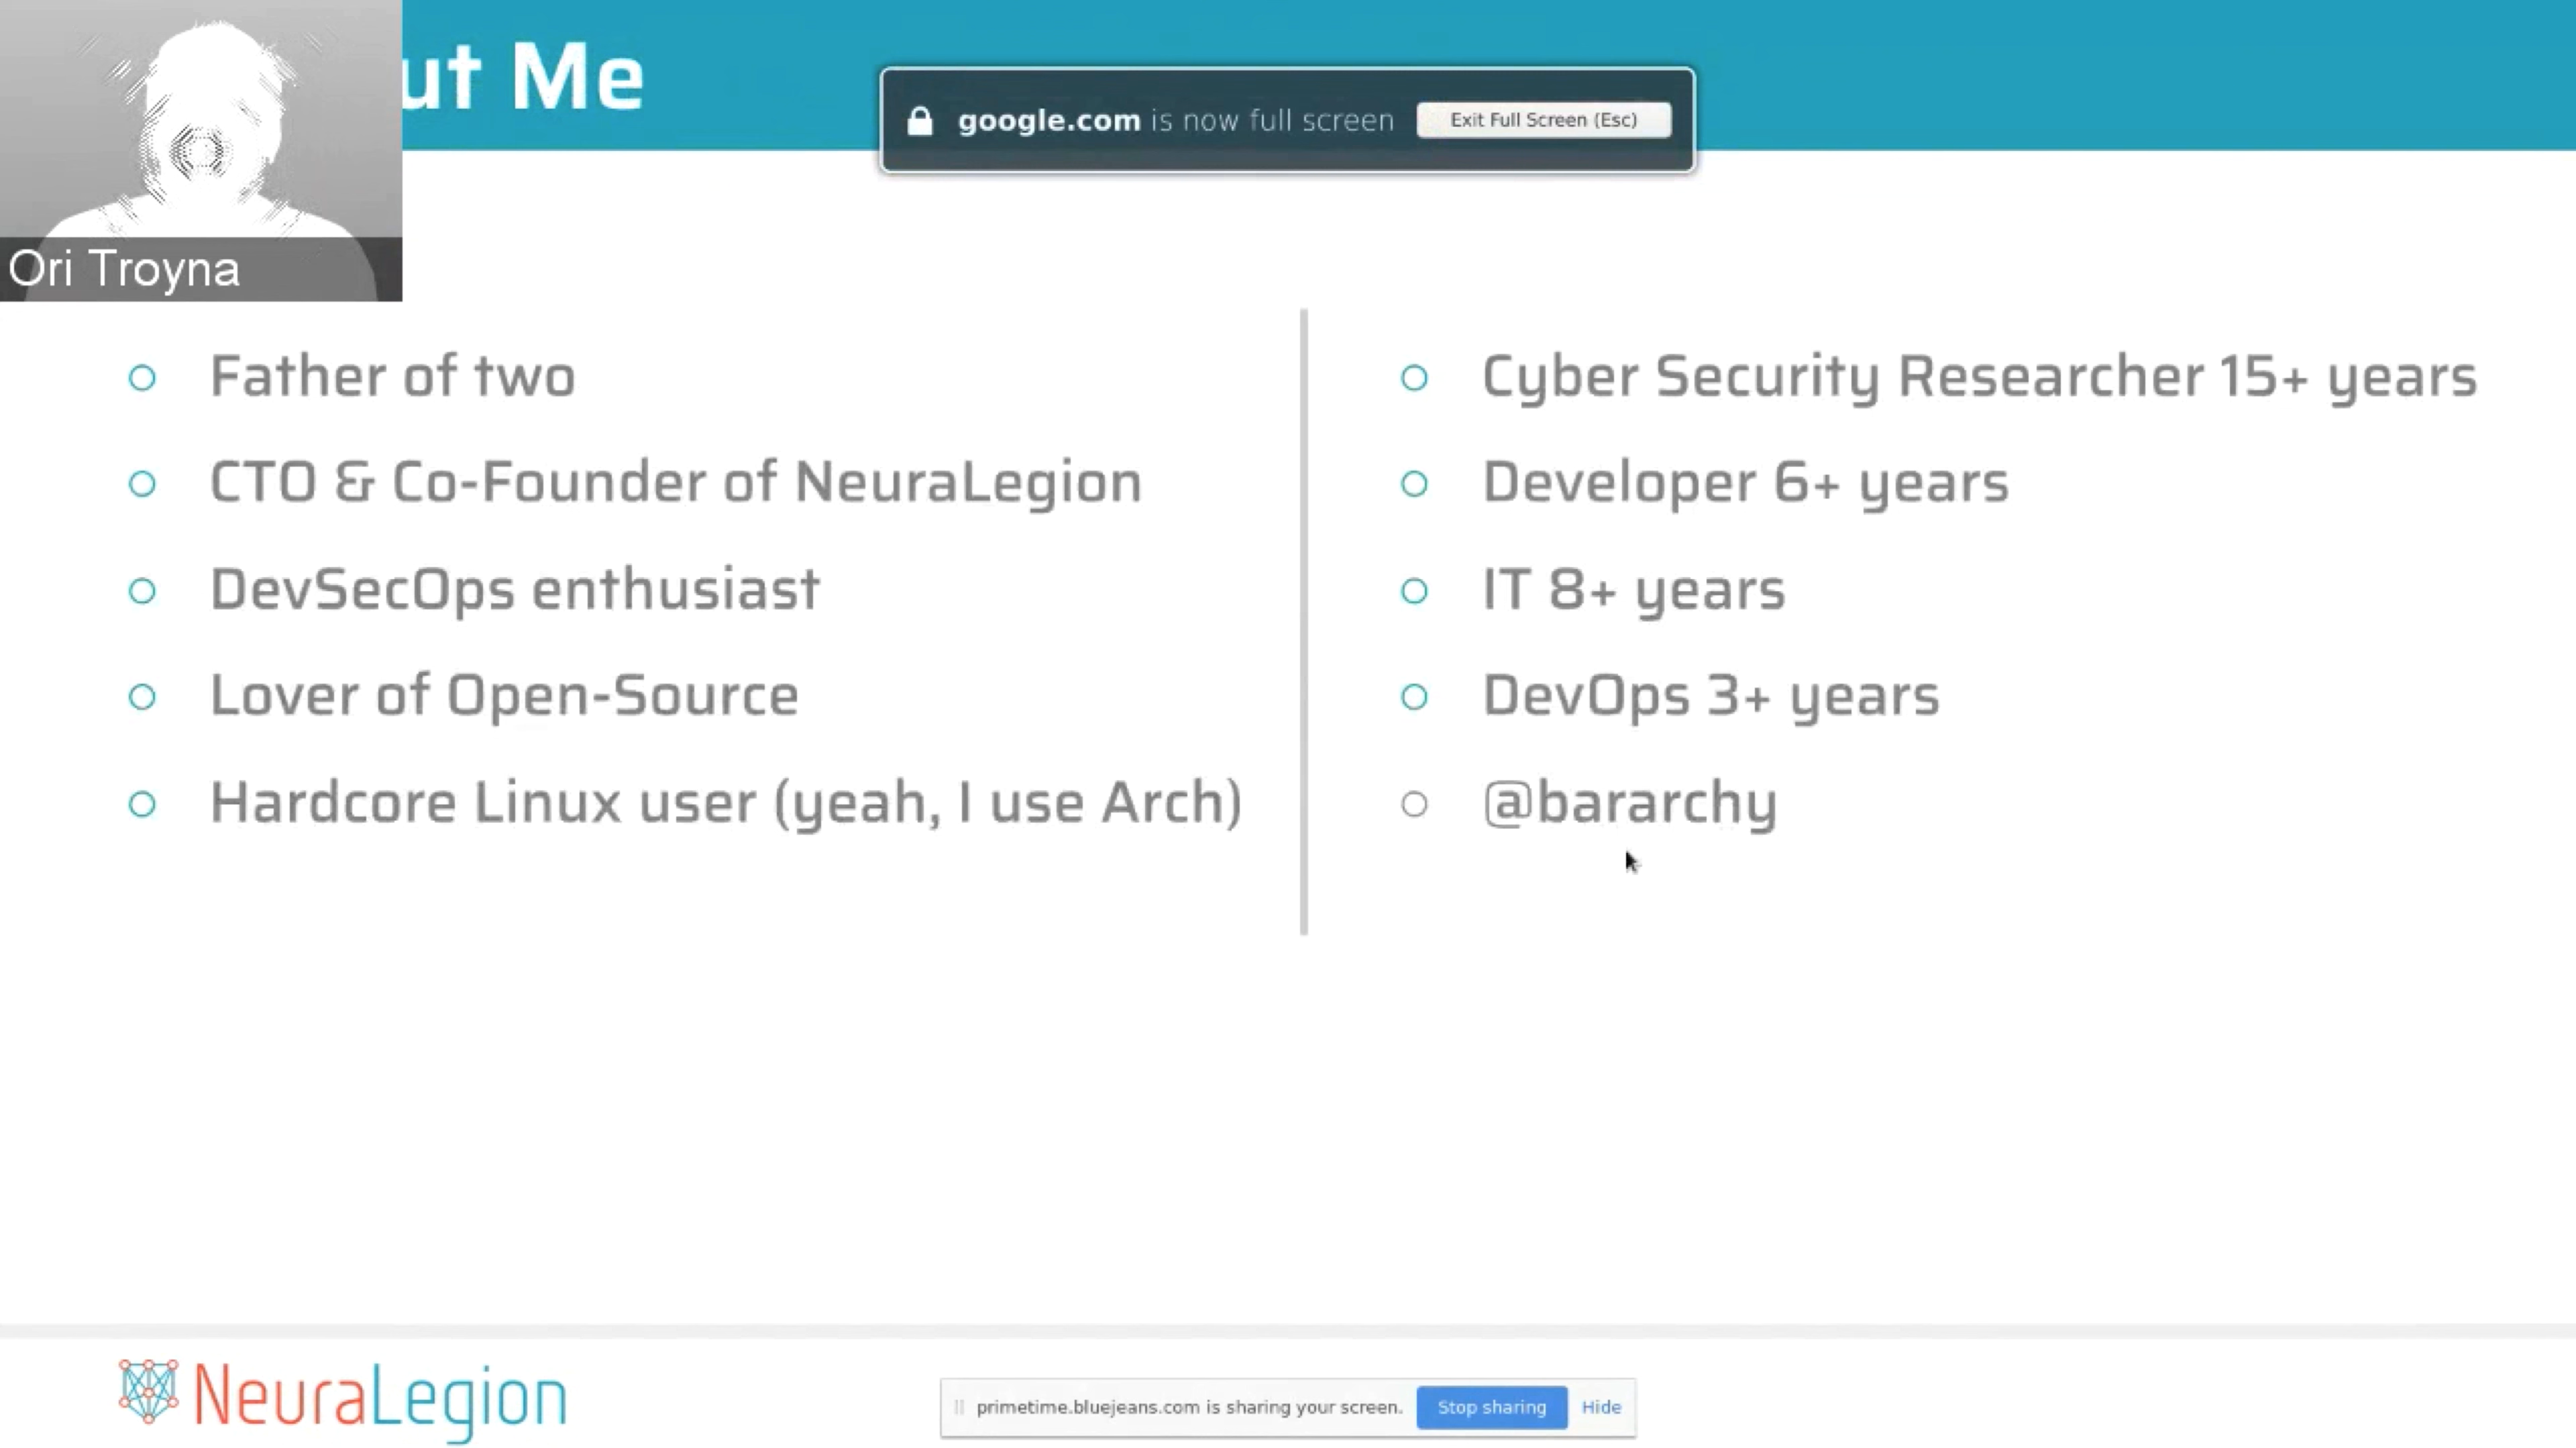 ut Me
google.com is now full screen Exit Full Screen (Esc)
Ori Troyna
Father of two
CTO & Co-Founder of NeuraLegion
DevSecOps enthusiast
Lover of Open-Source
Hardcore Linux user (yeah, I use Arch)
Cyber Security Researcher 15+ years
Developer 6+ years
IT 8+ years
DevOps 3+ years
@bararchy
NeuraLegion
primetime.bluejeans.com is sharing your screen. Stop sharing Hide